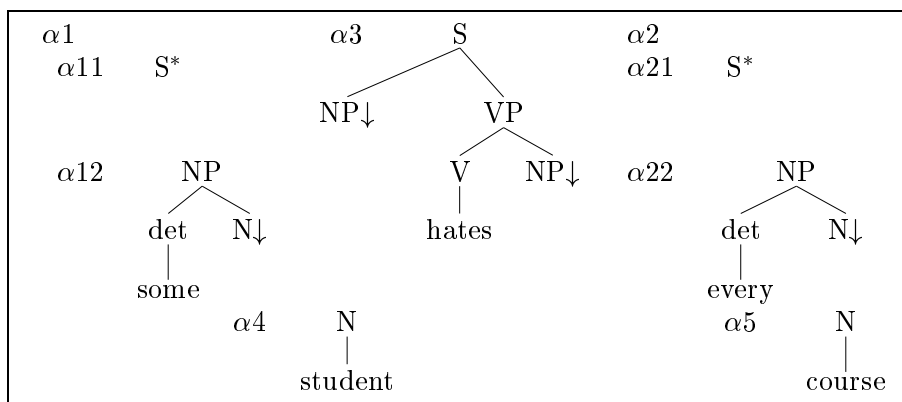 α1 α3 S α2
α11 S* α21 S*
NP↓ VP
α12 NP V NP↓ α22 NP
det N↓ hates det N↓
some every
α4 N α5 N
student course